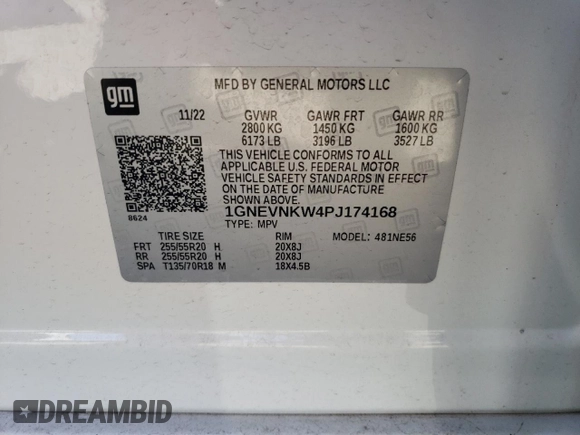 gm
MFD BY GENERAL MOTORS LLC
11/22 GVWR GAWR FRT GAWR RR
2800 KG 1450 KG 1600 KG
6173 LB 3196 LB 3527 LB
THIS VEHICLE CONFORMS TO ALL
APPLICABLE U.S. FEDERAL MOTOR
VEHICLE SAFETY STANDARDS
IN EFFECT ON THE DATE OF MANUFACTURE
SHOWN ABOVE.
8624
1GNEVNKW4PJ174168
TYPE: MPV
TIRE SIZE RIM MODEL: 481NE56
FRT 255/55R20 H 20X8J
RR 255/55R20 H 20X8J
SPA T135/70R18 M 18X4.5B
DREAMBID